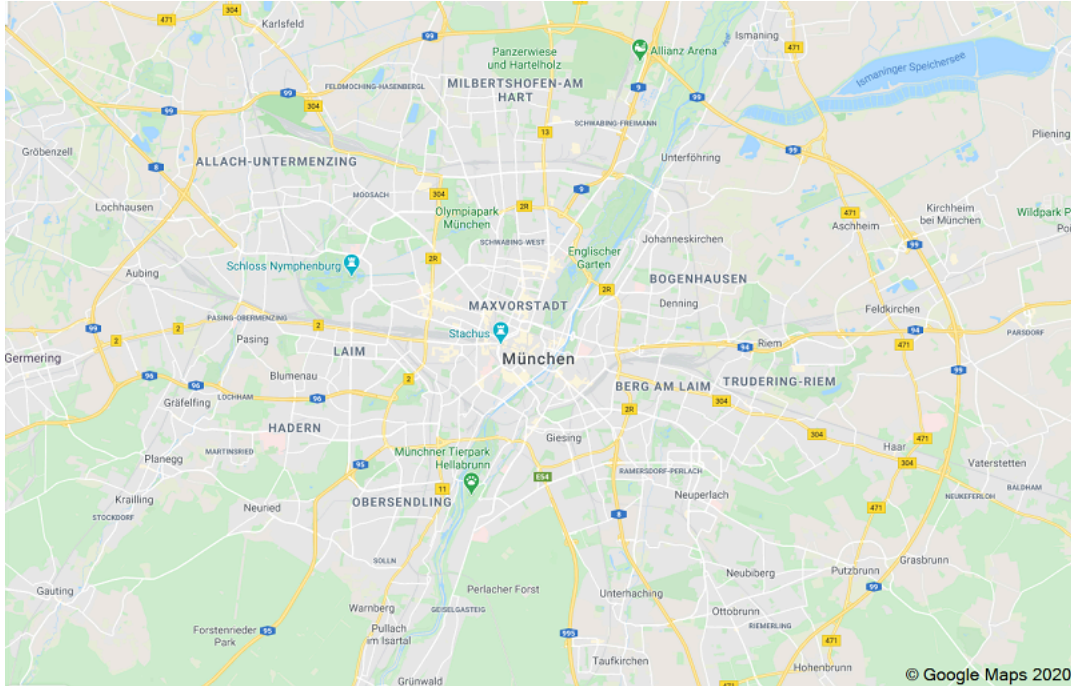 471
304
Karlsfeld
99
Panzerwiese
und Hartelholz
Allianz Arena
Ismaning
471
Ismaninger Speichersee
FELDMOCHING-HASENBERGL
MILBERTSHOFEN-AM
HART
99
304
9
99
99
SCHWABING-FREIMANN
13
Pliening
Gröbenzell
8
ALLACH-UNTERMENZING
Unterföhring
99
MOOSACH
304
9
Lochhausen
Olympiapark
München
2R
471
Aschheim
Kirchheim
bei München
Wildpark P
Poi
SCHWABING-WEST
Johanneskirchen
99
Englischer
Garten
2R
Schloss Nymphenburg
Aubing
BOGENHAUSEN
2R
MAXVORSTADT
Denning
Feldkirchen
PASING-OBERMENZING
99
2
2
2
Pasing
Stachus
94
PARSDORF
Germering
LAIM
München
94
Riem
471
Blumenau
96
96
2
BERG AM LAIM
TRUDERING-RIEM
99
Gräfelfing
LOCHHAM
96
304
2R
HADERN
Giesing
304
471
Haar
MARTINSRIED
Münchner Tierpark
Hellabrunn
Planegg
95
304
Vaterstetten
RAMERSDORF-PERLACH
E54
BALDHAM
Krailling
11
Neuperlach
NEUKEFERLOH
OBERSENDLING
STOCKDORF
Neuried
8
471
SOLLN
Grasbrunn
Neubiberg
Putzbrunn
Gauting
Perlacher Forst
Unterhaching
99
Warnberg
GEISELGASTEIG
Ottobrunn
Forstenrieder
Park
95
Pullach
im Isartal
995
RIEMERLING
471
Taufkirchen
Hohenbrunn
Grünwald
© Google Maps 2020